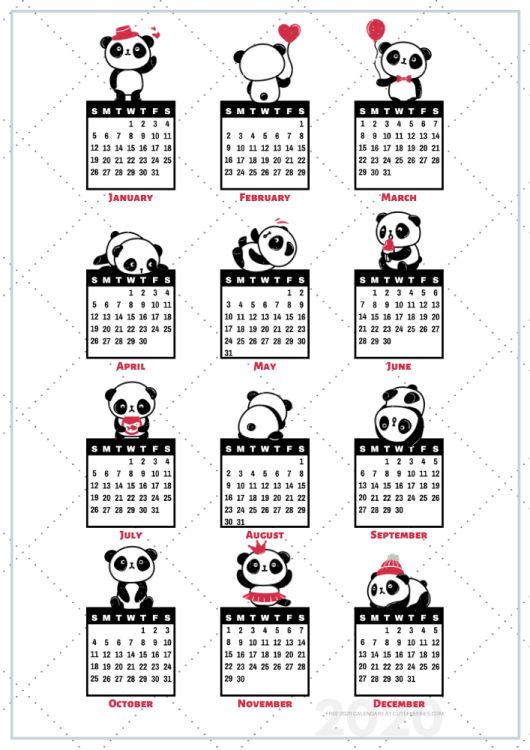 S M T W T F S
1 2 3 4
5 6 7 8 9 10 11
12 13 14 15 16 17 18
19 20 21 22 23 24 25
26 27 28 29 30 31
JANUARY
S M T W T F S
1
2 3 4 5 6 7 8
9 10 11 12 13 14 15
16 17 18 19 20 21 22
23 24 25 26 27 28 29
FEBRUARY
S M T W T F S
1 2 3 4 5 6 7
8 9 10 11 12 13 14
15 16 17 18 19 20 21
22 23 24 25 26 27 28
29 30 31
MARCH
S M T W T F S
1 2 3 4
5 6 7 8 9 10 11
12 13 14 15 16 17 18
19 20 21 22 23 24 25
26 27 28 29 30
APRIL
S M T W T F S
1 2
3 4 5 6 7 8 9
10 11 12 13 14 15 16
17 18 19 20 21 22 23
24 25 26 27 28 29 30
31
MAY
S M T W T F S
1 2 3 4 5 6
7 8 9 10 11 12 13
14 15 16 17 18 19 20
21 22 23 24 25 26 27
28 29 30
JUNE
S M T W T F S
1 2 3 4
5 6 7 8 9 10 11
12 13 14 15 16 17 18
19 20 21 22 23 24 25
26 27 28 29 30 31
JULY
S M T W T F S
1
2 3 4 5 6 7 8
9 10 11 12 13 14 15
16 17 18 19 20 21 22
23 24 25 26 27 28 29
30 31
AUGUST
S M T W T F S
1 2 3 4 5
6 7 8 9 10 11 12
13 14 15 16 17 18 19
20 21 22 23 24 25 26
27 28 29 30
SEPTEMBER
S M T W T F S
1 2 3
4 5 6 7 8 9 10
11 12 13 14 15 16 17
18 19 20 21 22 23 24
25 26 27 28 29 30 31
OCTOBER
S M T W T F S
1 2 3 4 5 6 7
8 9 10 11 12 13 14
15 16 17 18 19 20 21
22 23 24 25 26 27 28
29 30
NOVEMBER
S M T W T F S
1 2 3 4 5
6 7 8 9 10 11 12
13 14 15 16 17 18 19
20 21 22 23 24 25 26
27 28 29 30 31
DECEMBER
2020
FREE 2020 CALENDARS AT